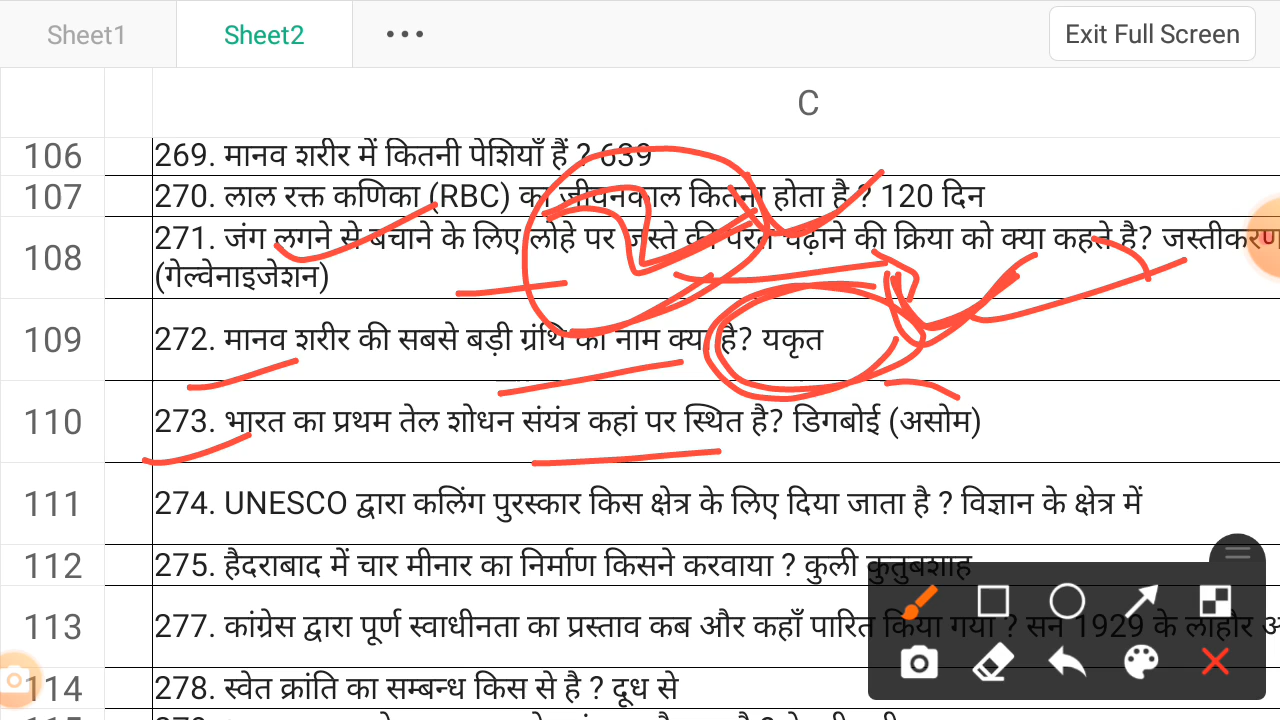 Sheet1 Sheet2 ••• Exit Full Screen
C
106 269. मानव शरीर में कितनी पेशियाँ हैं ? 639
107 270. लाल रक्त कणिका (RBC) का जीवनकाल कितना होता है ? 120 दिन
108 271. जंग लगने से बचाने के लिए लोहे पर जस्ते की परत चढ़ाने की क्रिया को क्या कहते है? जस्तीकरण
(गेल्वेनाइजेशन)
109 272. मानव शरीर की सबसे बड़ी ग्रंथि का नाम क्या है? यकृत
110 273. भारत का प्रथम तेल शोधन संयंत्र कहां पर स्थित है? डिगबोई (असोम)
111 274. UNESCO द्वारा कलिंग पुरस्कार किस क्षेत्र के लिए दिया जाता है ? विज्ञान के क्षेत्र में
112 275. हैदराबाद में चार मीनार का निर्माण किसने करवाया ? कुली कुतुबशाह
113 277. कांग्रेस द्वारा पूर्ण स्वाधीनता का प्रस्ताव कब और कहाँ पारित किया गया ? सन 1929 के लाहौर
114 278. स्वेत क्रांति का सम्बन्ध किस से है ? दूध से